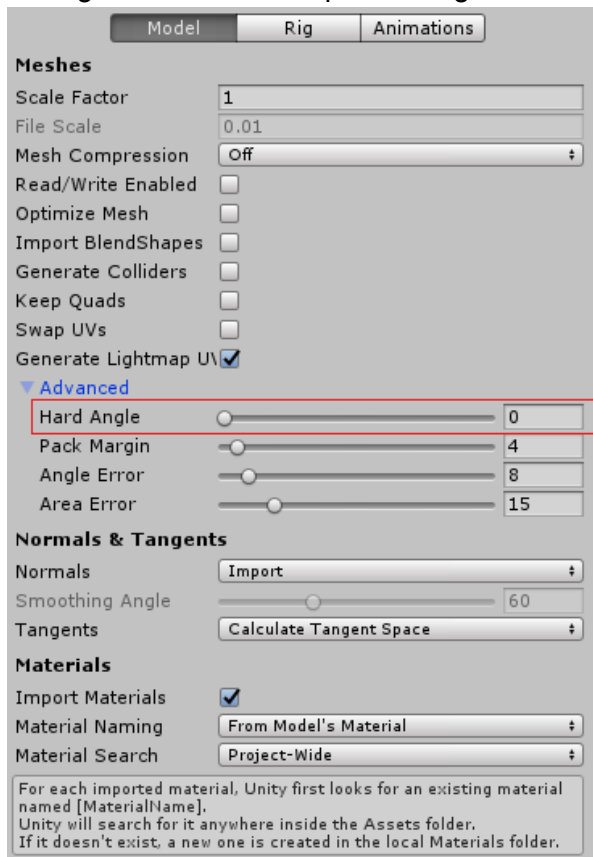 Model Rig Animations
Meshes
Scale Factor 1
File Scale 0.01
Mesh Compression Off
Read/Write Enabled
Optimize Mesh
Import BlendShapes
Generate Colliders
Keep Quads
Swap UVs
Generate Lightmap U
Advanced
Hard Angle 0
Pack Margin 4
Angle Error 8
Area Error 15
Normals & Tangents
Normals Import
Smoothing Angle 60
Tangents Calculate Tangent Space
Materials
Import Materials
Material Naming From Model's Material
Material Search Project-Wide
For each imported material, Unity first looks for an existing material
named [MaterialName].
Unity will search for it anywhere inside the Assets folder.
If it doesn't exist, a new one is created in the local Materials folder.